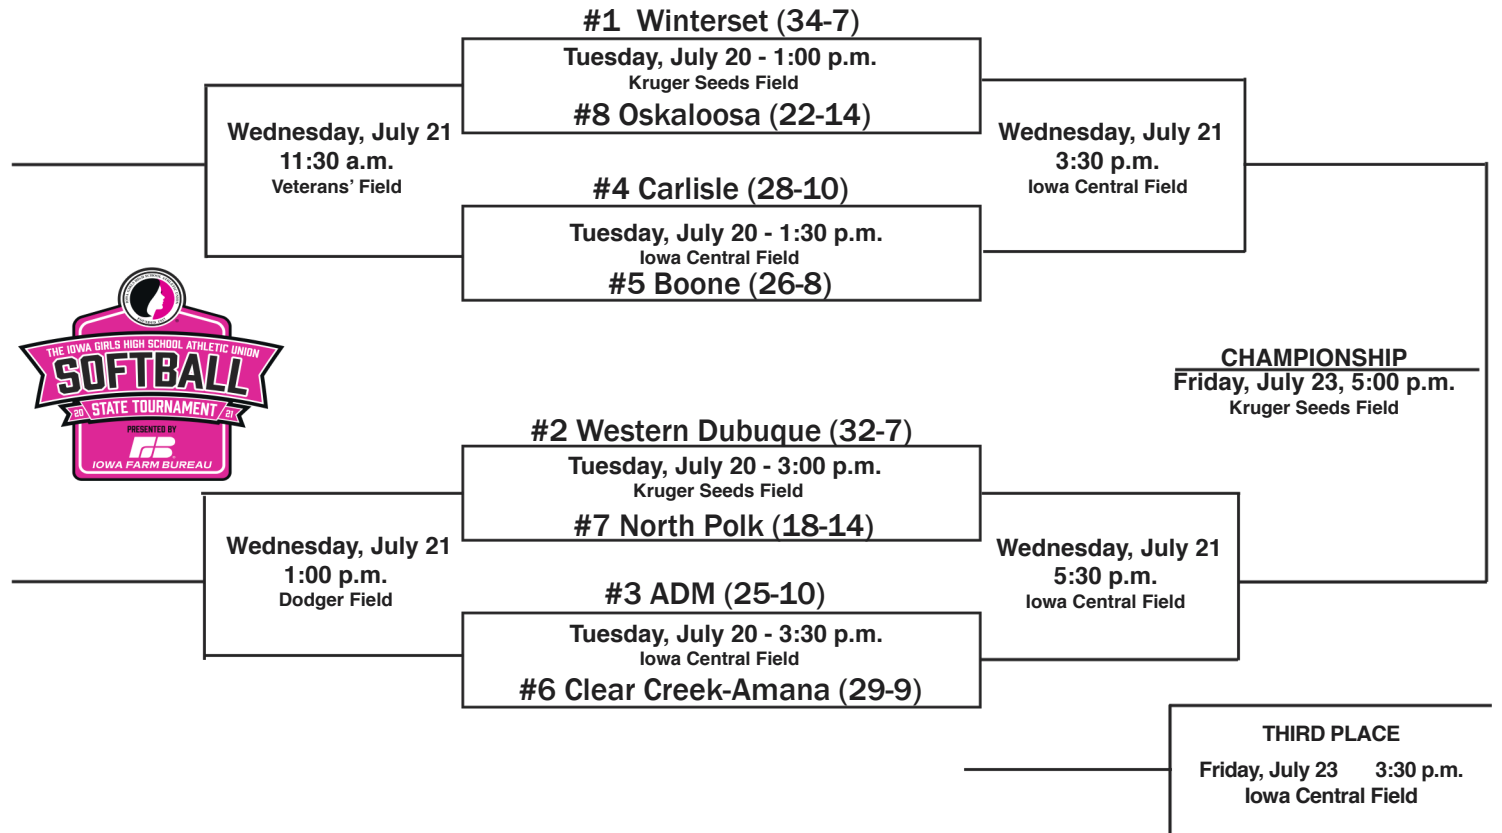 #1 Winterset (34-7)
Tuesday, July 20 - 1:00 p.m.
Kruger Seeds Field
#8 Oskaloosa (22-14)
Wednesday, July 21
11:30 a.m.
Veterans' Field
Wednesday, July 21
3:30 p.m.
Iowa Central Field
#4 Carlisle (28-10)
Tuesday, July 20 - 1:30 p.m.
Iowa Central Field
#5 Boone (26-8)
THE IOWA GIRLS HIGH SCHOOL ATHLETIC UNION
SOFTBALL
20 STATE TOURNAMENT 21
PRESENTED BY
FB
IOWA FARM BUREAU
CHAMPIONSHIP
Friday, July 23, 5:00 p.m.
Kruger Seeds Field
#2 Western Dubuque (32-7)
Tuesday, July 20 - 3:00 p.m.
Kruger Seeds Field
#7 North Polk (18-14)
Wednesday, July 21
1:00 p.m.
Dodger Field
Wednesday, July 21
5:30 p.m.
Iowa Central Field
#3 ADM (25-10)
Tuesday, July 20 - 3:30 p.m.
Iowa Central Field
#6 Clear Creek-Amana (29-9)
THIRD PLACE
Friday, July 23 3:30 p.m.
Iowa Central Field